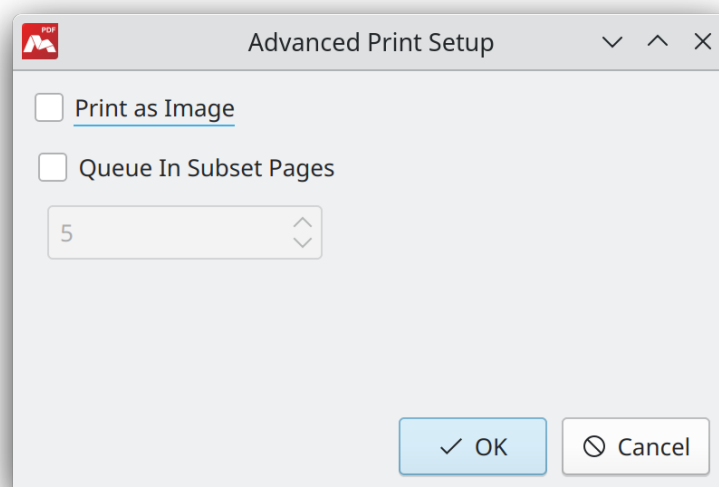 PDF
Advanced Print Setup
Print as Image
Queue In Subset Pages
5
OK
Cancel